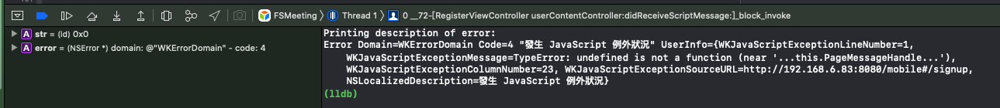 FSMeeting 〉 Thread 1 〉 0 __72-[RegisterViewController userContentController:didReceiveScriptMessage:]_block_invoke
A str = (id) 0x0
A error = (NSError *) domain: @"WKErrorDomain" - code: 4
Printing description of error:
Error Domain=WKErrorDomain Code=4 "發生 JavaScript 例外狀況" UserInfo={WKJavaScriptExceptionLineNumber=1,
WKJavaScriptExceptionMessage=TypeError: undefined is not a function (near '...this.PageMessageHandle...'),
WKJavaScriptExceptionColumnNumber=23, WKJavaScriptExceptionSourceURL=http://192.168.6.83:8080/mobile#/signup,
NSLocalizedDescription=發生 JavaScript 例外狀況}
(lldb)